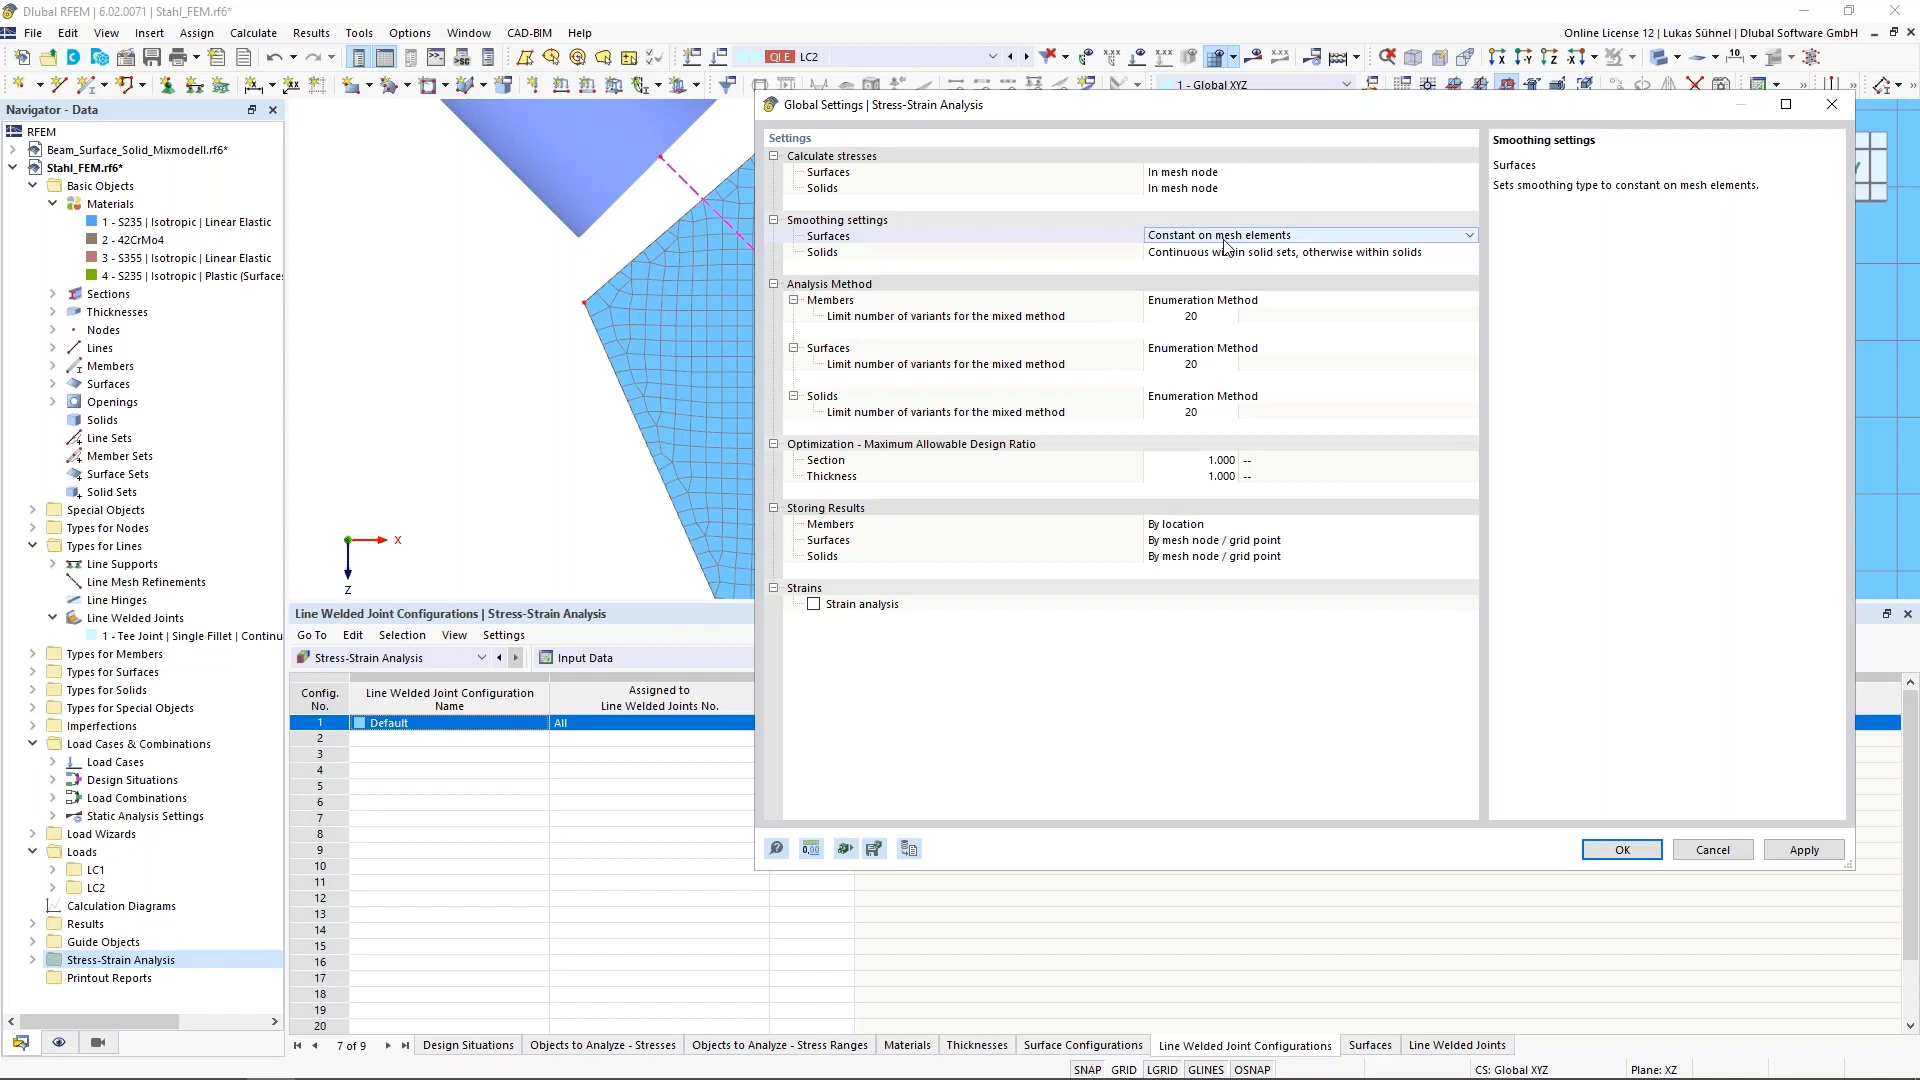 Dlubal RFEM | 6.02.0071 | Stahl_FEM.rf6*
File Edit View Insert Assign Calculate Results Tools Options Window CAD-BIM Help
Online License 12 | Lukas Sühnel | Dlubal Software GmbH
Q|E LC2
1 - Global XYZ
Navigator - Data
RFEM
Beam_Surface_Solid_Mixmodell.rf6*
Stahl_FEM.rf6*
Basic Objects
Materials
1 - S235 | Isotropic | Linear Elastic
2 - 42CrMo4
3 - S355 | Isotropic | Linear Elastic
4 - S235 | Isotropic | Plastic (Surface:
Sections
Thicknesses
Nodes
Lines
Members
Surfaces
Openings
Solids
Line Sets
Member Sets
Surface Sets
Solid Sets
Special Objects
Types for Nodes
Types for Lines
Line Supports
Line Mesh Refinements
Line Hinges
Line Welded Joints
1 - Tee Joint | Single Fillet | Continu
Types for Members
Types for Surfaces
Types for Solids
Types for Special Objects
Imperfections
Load Cases & Combinations
Load Cases
Design Situations
Load Combinations
Static Analysis Settings
Load Wizards
Loads
LC1
LC2
Calculation Diagrams
Results
Guide Objects
Stress-Strain Analysis
Printout Reports
X
Z
Global Settings | Stress-Strain Analysis
Settings
Calculate stresses
Surfaces In mesh node
Solids In mesh node
Smoothing settings
Surfaces Constant on mesh elements
Solids Continuous within solid sets, otherwise within solids
Analysis Method
Members Enumeration Method
Limit number of variants for the mixed method 20
Surfaces Enumeration Method
Limit number of variants for the mixed method 20
Solids Enumeration Method
Limit number of variants for the mixed method 20
Optimization - Maximum Allowable Design Ratio
Section 1.000 --
Thickness 1.000 --
Storing Results
Members By location
Surfaces By mesh node / grid point
Solids By mesh node / grid point
Strains
Strain analysis
Smoothing settings
Surfaces
Sets smoothing type to constant on mesh elements.
OK Cancel Apply
Line Welded Joint Configurations | Stress-Strain Analysis
Go To Edit Selection View Settings
Stress-Strain Analysis Input Data
Config. No. Line Welded Joint Configuration Name Assigned to Line Welded Joints No.
1 Default All
2
3
4
5
6
7
8
9
10
11
12
13
14
15
16
17
18
19
20
7 of 9 Design Situations Objects to Analyze - Stresses Objects to Analyze - Stress Ranges Materials Thicknesses Surface Configurations Line Welded Joint Configurations Surfaces Line Welded Joints
SNAP GRID LGRID GLINES OSNAP CS: Global XYZ Plane: XZ